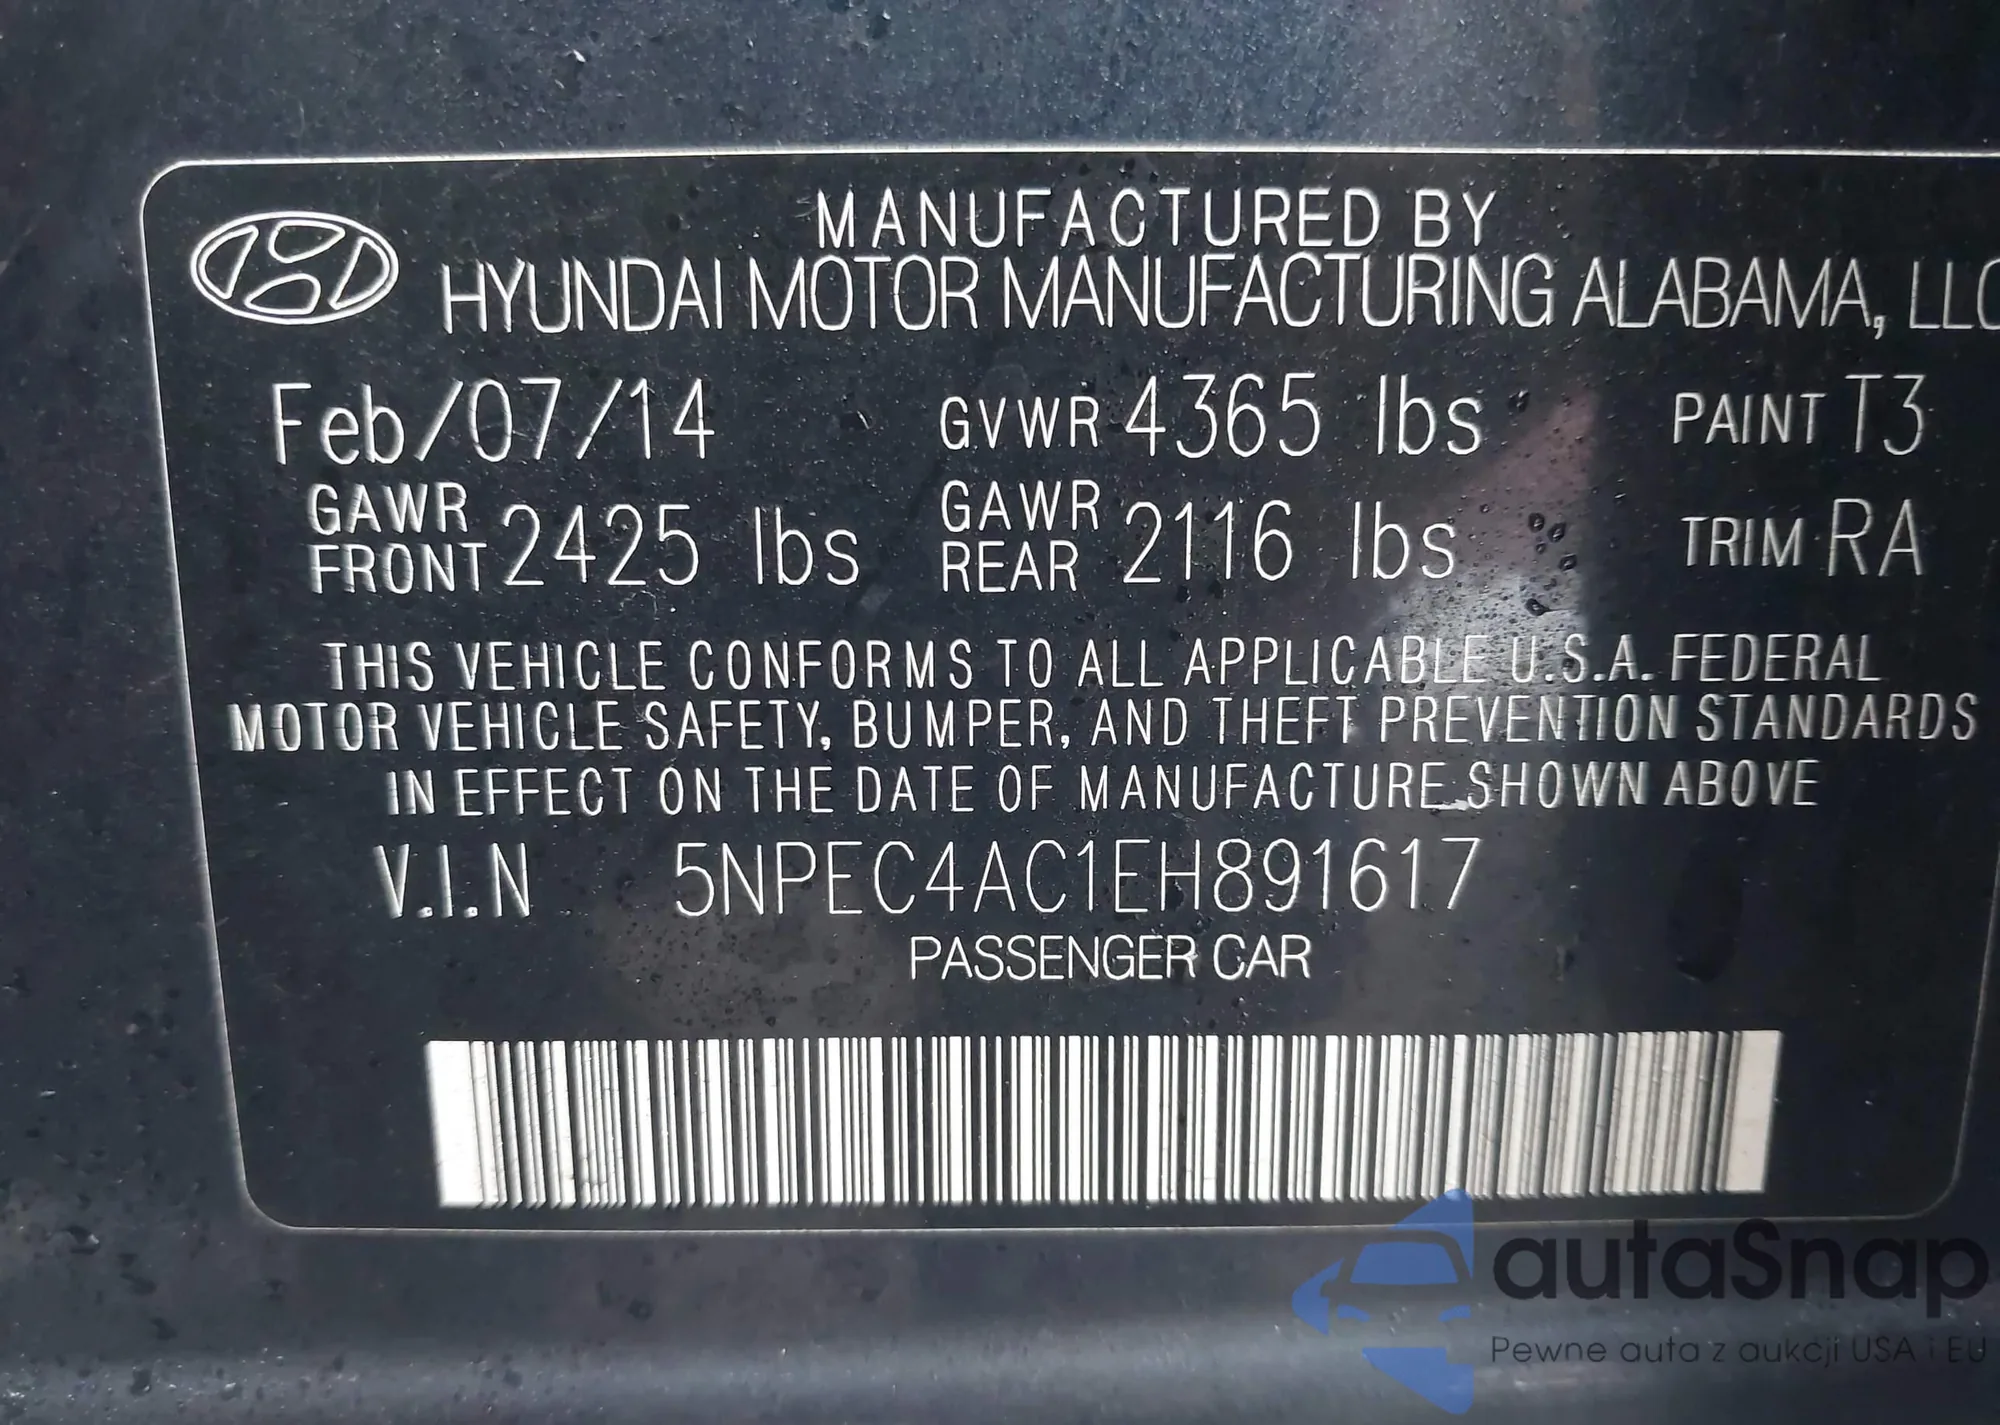 MANUFACTURED BY
HYUNDAI MOTOR MANUFACTURING ALABAMA, LLC
Feb/07/14 GVWR 4365 lbs PAINT T3
GAWR FRONT 2425 lbs GAWR REAR 2116 lbs TRIM RA
THIS VEHICLE CONFORMS TO ALL APPLICABLE U.S.A. FEDERAL
MOTOR VEHICLE SAFETY, BUMPER, AND THEFT PREVENTION STANDARDS
IN EFFECT ON THE DATE OF MANUFACTURE SHOWN ABOVE
V.I.N 5NPEC4AC1EH891617
PASSENGER CAR
autaSnap
Pewne auta z aukcji USA i EU